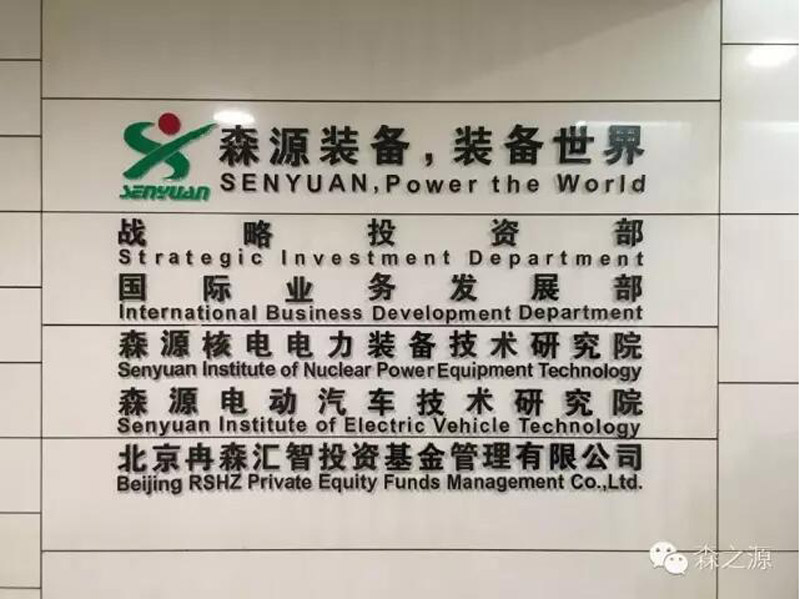 森源装备，装备世界
SENYUAN
SENYUAN, Power the World
战略投资部
Strategic Investment Department
国际业务发展部
International Business Development Department
森源核电电力装备技术研究院
Senyuan Institute of Nuclear Power Equipment Technology
森源电动汽车技术研究院
Senyuan Institute of Electric Vehicle Technology
北京冉森汇智投资基金管理有限公司
Beijing RSHZ Private Equity Funds Management Co.,Ltd.
森之源